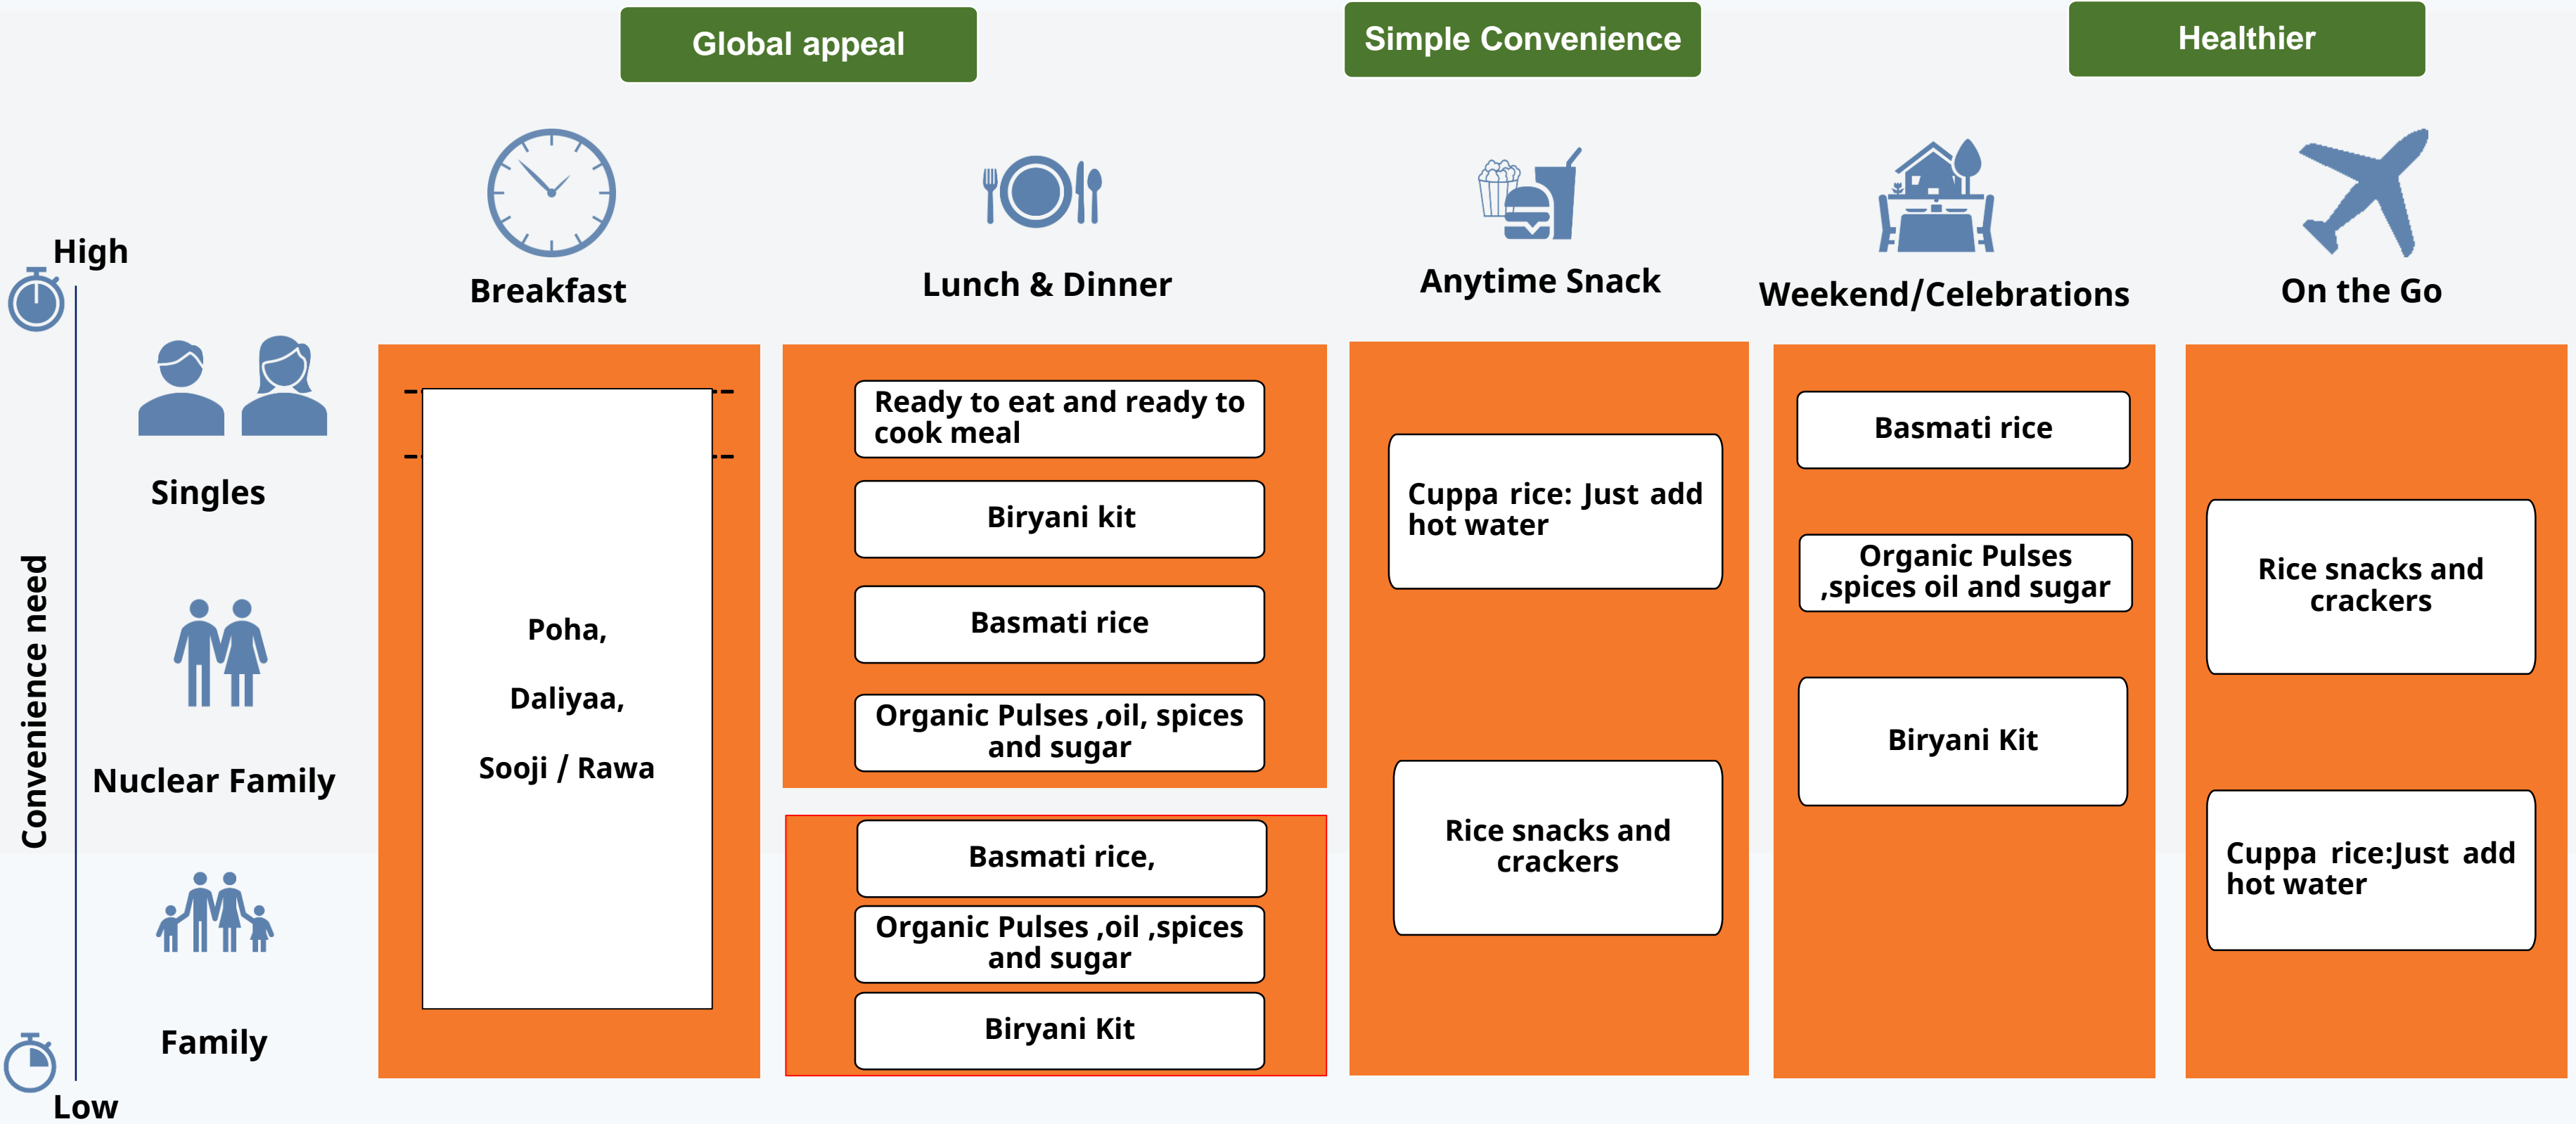 Global appeal
Simple Convenience
Healthier
High
Breakfast
Lunch & Dinner
Anytime Snack
Weekend/Celebrations
On the Go
Convenience need
Singles
Nuclear Family
Family
Low
Poha,
Daliyaa,
Sooji / Rawa
Ready to eat and ready to
cook meal
Biryani kit
Basmati rice
Organic Pulses ,oil, spices
and sugar
Basmati rice,
Organic Pulses ,oil ,spices
and sugar
Biryani Kit
Cuppa rice: Just add
hot water
Rice snacks and
crackers
Basmati rice
Organic Pulses
,spices oil and sugar
Biryani Kit
Rice snacks and
crackers
Cuppa rice:Just add
hot water